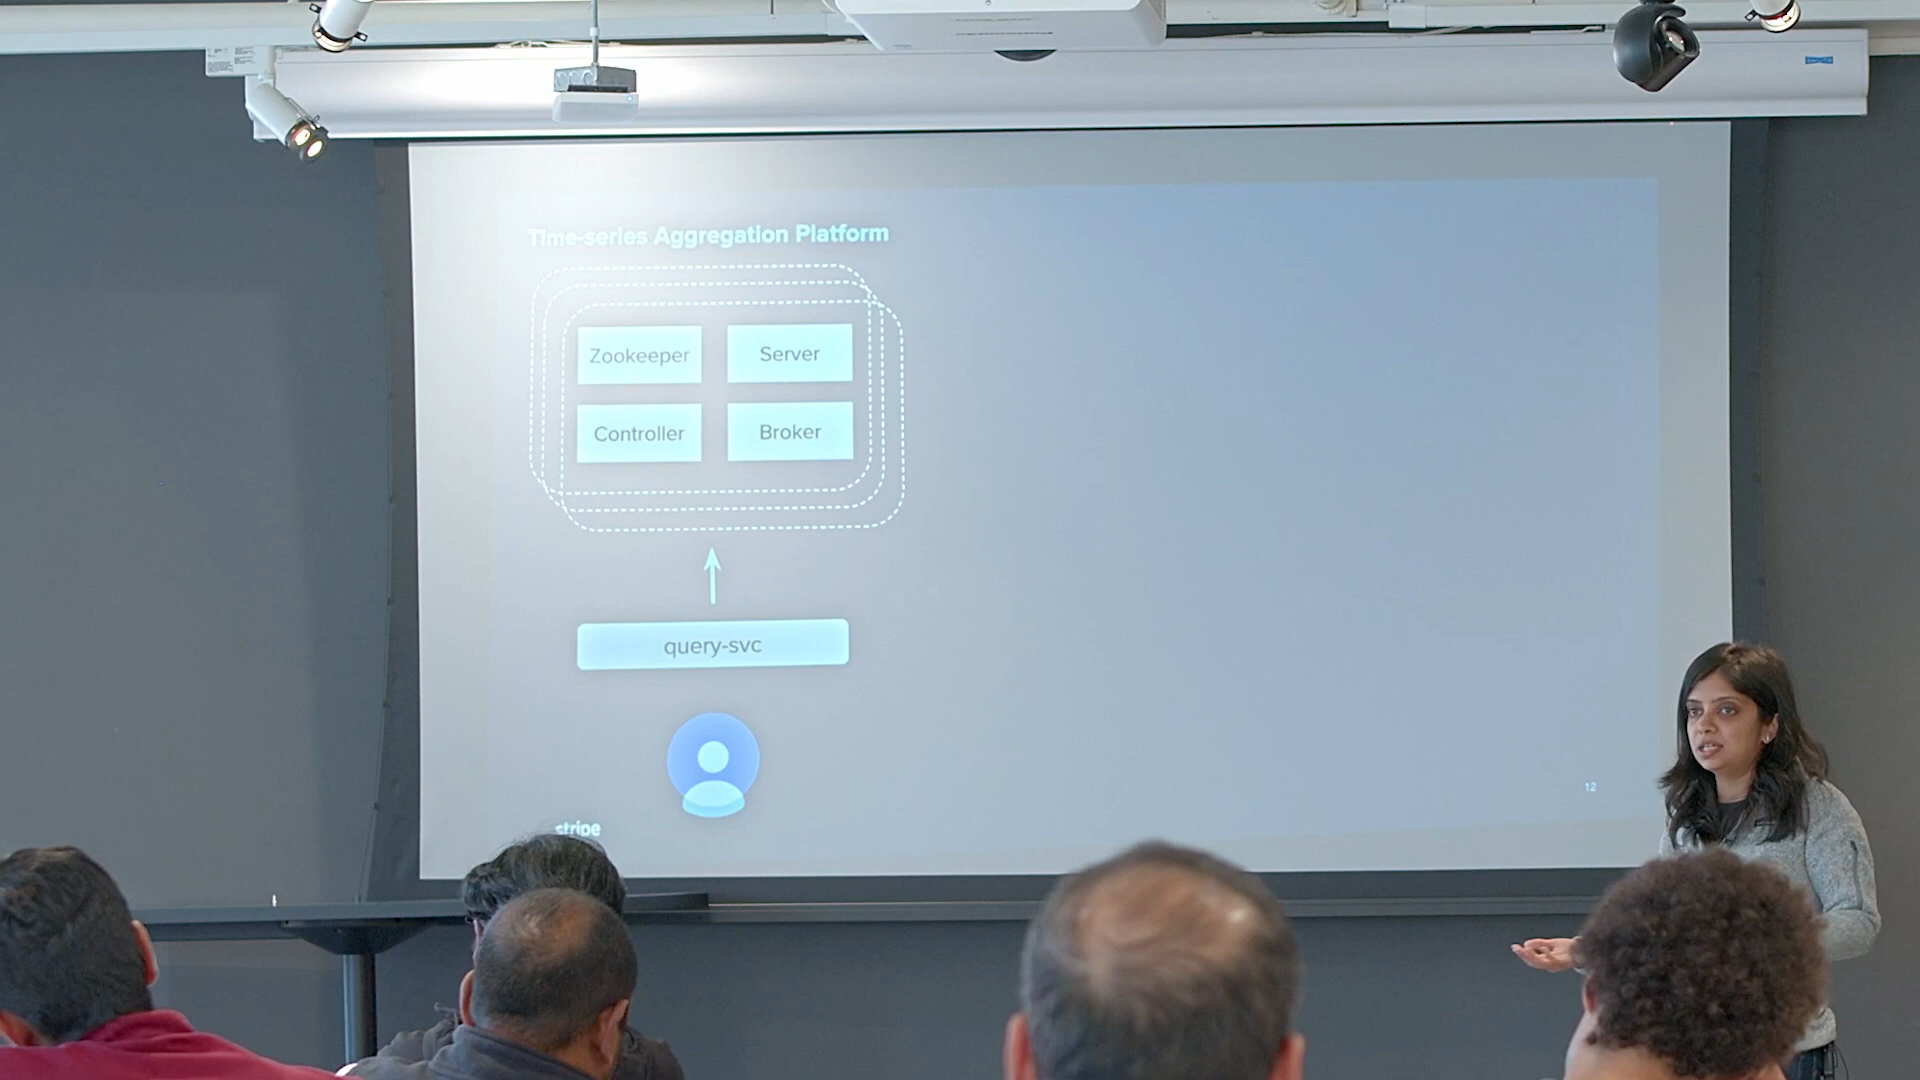 Time-series Aggregation Platform
Zookeeper
Server
Controller
Broker
query-svc
12
stripe